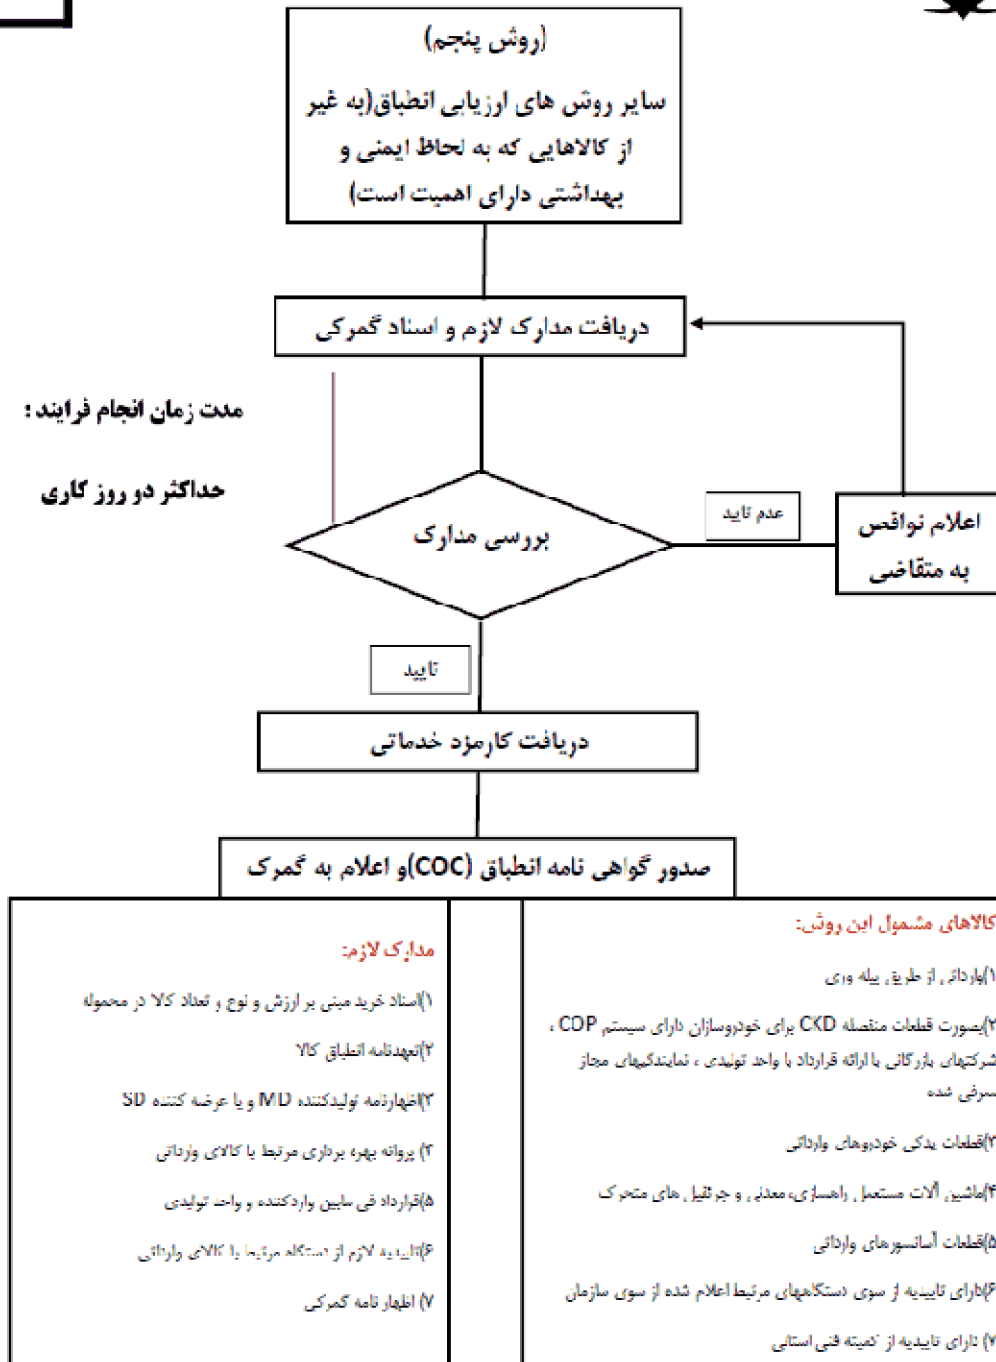 (روش پنجم)
سایر روش های ارزیابی انطباق(به غیر
از کالاهایی که به لحاظ ایمنی و
بهداشتی دارای اهمیت است)
دریافت مدارک لازم و اسناد گمرکی
مدت زمان انجام فرایند :
حداکثر دو روز کاری
بررسی مدارک
عدم تایید
اعلام نواقص
به متقاضی
تایید
دریافت کارمزد خدماتی
صدور گواهی نامه انطباق (COC)و اعلام به گمرک
کالاهای مشمول این روش:
۱)وارداتی از طریق پیله وری
۲)بصورت قطعات منفصله CKD برای خودروسازان دارای سیستم COP ،
شرکتهای بازرگانی با ارائه قرارداد با واحد تولیدی ، نمایندگیهای مجاز
معرفی شده
۳)قطعات یدکی خودروهای وارداتی
۴)ماشین آلات مستعمل راهسازی، معدنی و جرثقیل های متحرک
۵)قطعات آسانسورهای وارداتی
۶)دارای تاییدیه از سوی دستگاههای مرتبط اعلام شده از سوی سازمان
۷) دارای تاییدیه از کمیته فنی استانی
مدارک لازم:
۱)اسناد خرید مبنی بر ارزش و نوع و تعداد کالا در محموله
۲)تعهدنامه انطباق کالا
۳)اظهارنامه تولیدکننده MD و یا عرضه کننده SD
۴) پروانه بهره برداری مرتبط با کالای وارداتی
۵)قرارداد فی مابین واردکننده و واحد تولیدی
۶)تاییدیه لازم از دستگاه مرتبط با کالای وارداتی
۷) اظهار نامه گمرکی